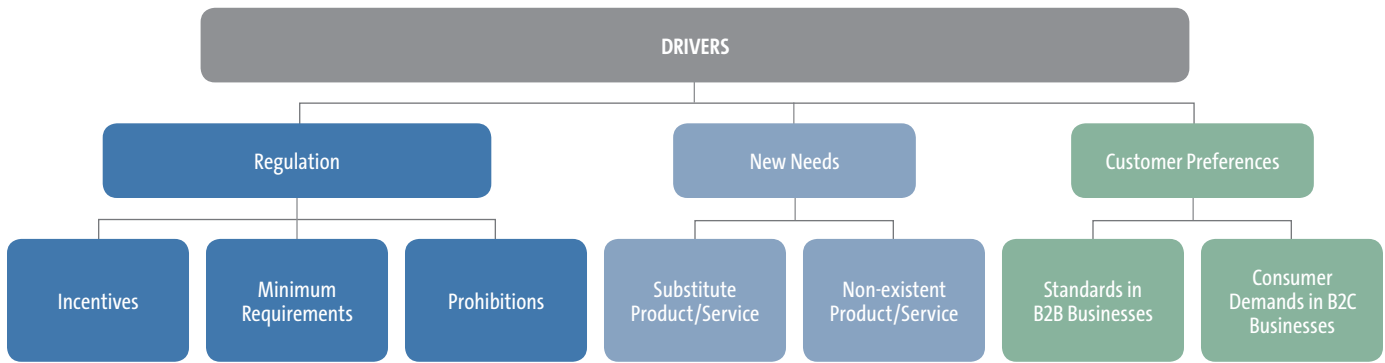 DRIVERS
Regulation
New Needs
Customer Preferences
Incentives
Minimum
Requirements
Prohibitions
Substitute
Product/Service
Non-existent
Product/Service
Standards in
B2B Businesses
Consumer
Demands in B2C
Businesses